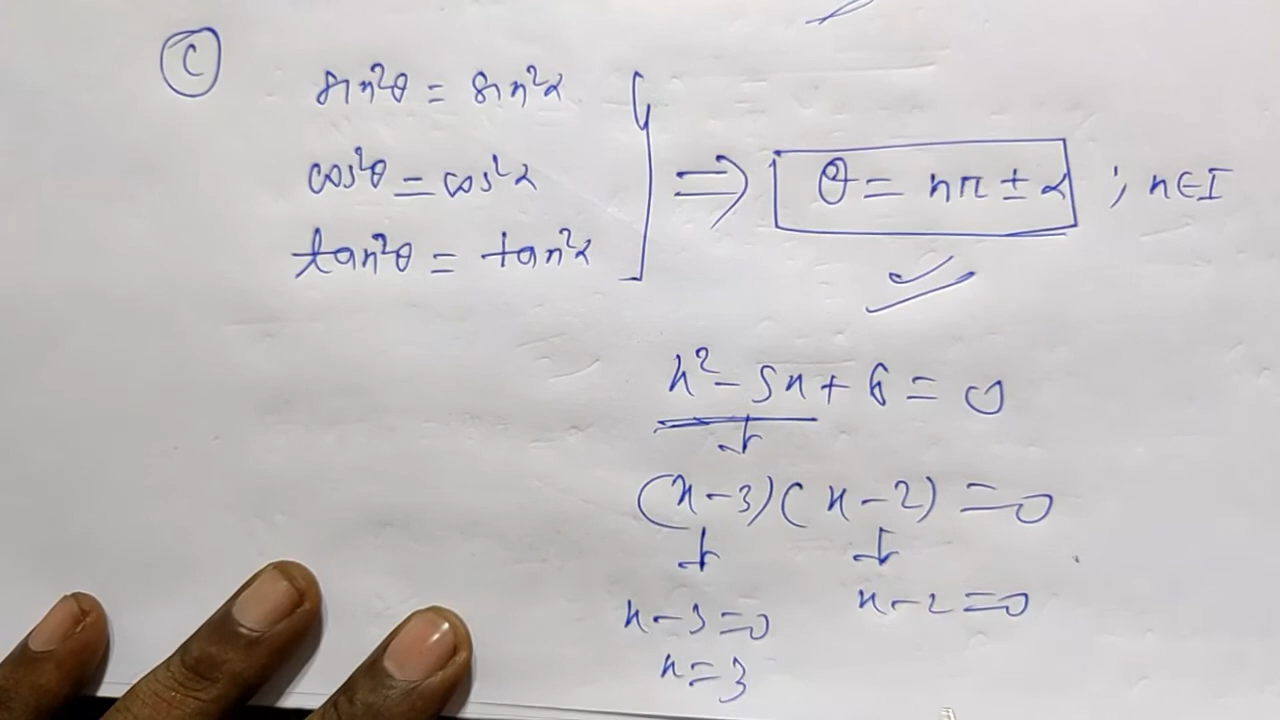 (C)
sin²θ = sin²α
cos²θ = cos²α
tan²θ = tan²α
⇒ θ = nπ ± α ; n∈I
x² - 5x + 6 = 0
(x-3)(x-2) = 0
x-3=0 x-2=0
x=3